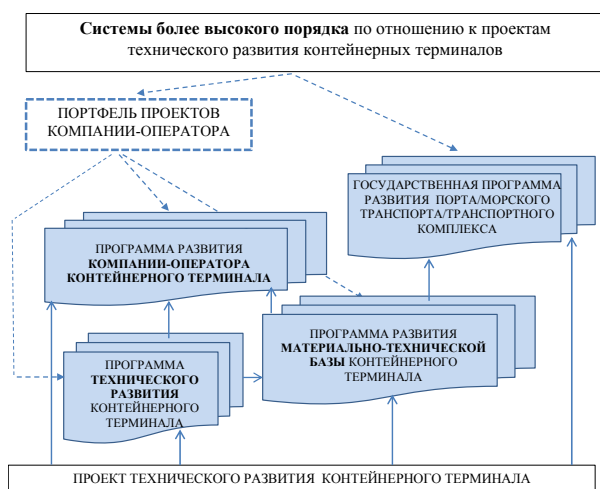 Системы более высокого порядка по отношению к проектам
технического развития контейнерных терминалов
ПОРТФЕЛЬ ПРОЕКТОВ
КОМПАНИИ-ОПЕРАТОРА
ГОСУДАРСТВЕННАЯ ПРОГРАММА
РАЗВИТИЯ ПОРТА/МОРСКОГО
ТРАНСПОРТА/ТРАНСПОРТНОГО
КОМПЛЕКСА
ПРОГРАММА РАЗВИТИЯ
КОМПАНИИ-ОПЕРАТОРА
КОНТЕЙНЕРНОГО ТЕРМИНАЛА
ПРОГРАММА РАЗВИТИЯ
МАТЕРИАЛЬНО-ТЕХНИЧЕСКОЙ
БАЗЫ КОНТЕЙНЕРНОГО
ТЕРМИНАЛА
ПРОГРАММА
ТЕХНИЧЕСКОГО
РАЗВИТИЯ
КОНТЕЙНЕРНОГО
ТЕРМИНАЛА
ПРОЕКТ ТЕХНИЧЕСКОГО РАЗВИТИЯ КОНТЕЙНЕРНОГО ТЕРМИНАЛА